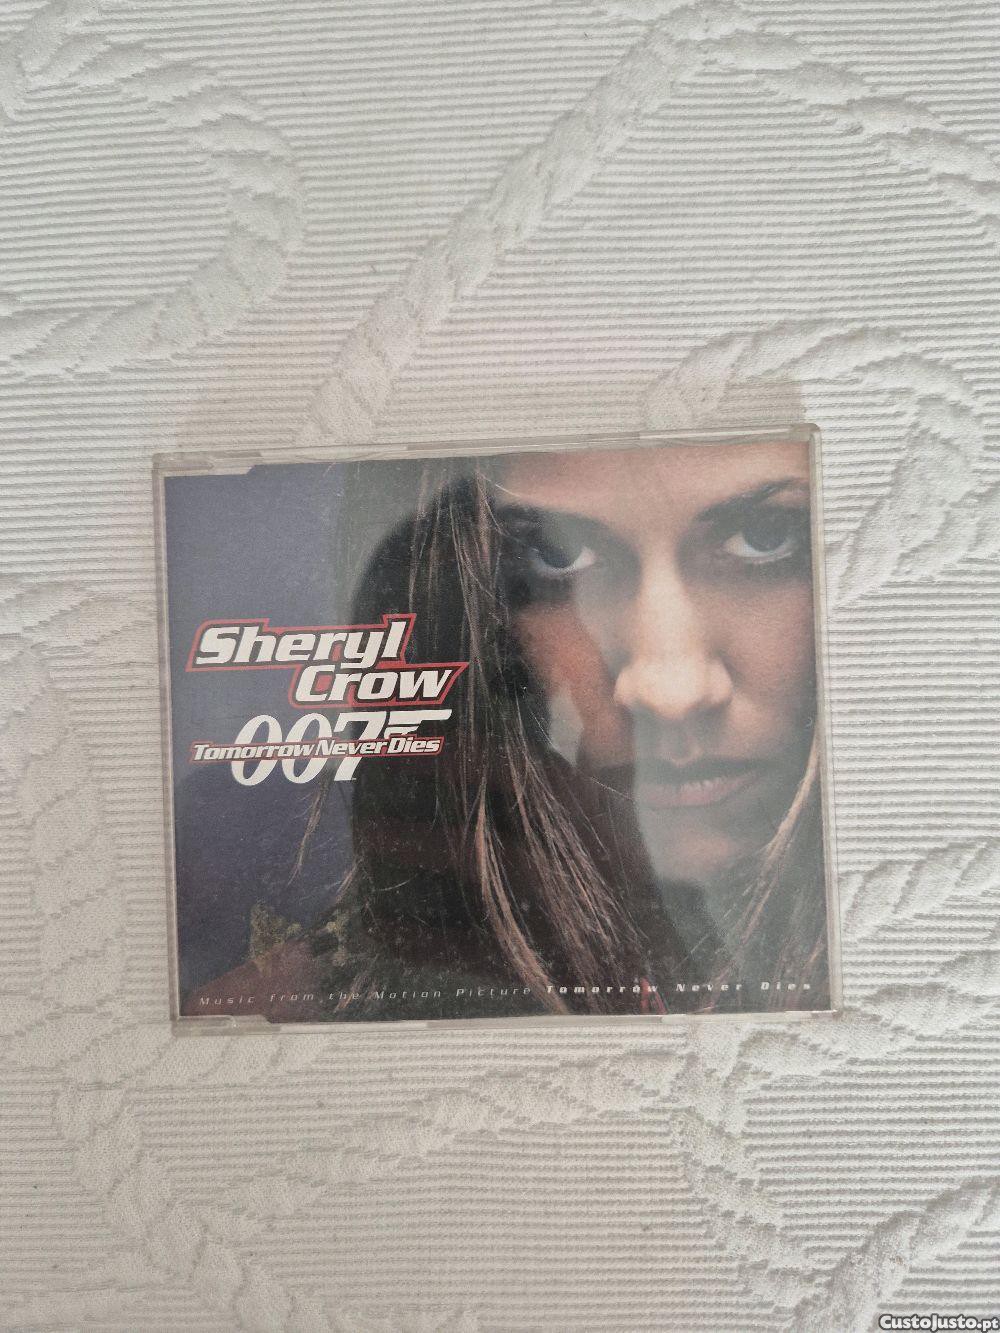 Sheryl
Crow
007
Tomorrow Never Dies
Music from the Motion Picture Tomorrow Never Dies
CustoJusto.pt